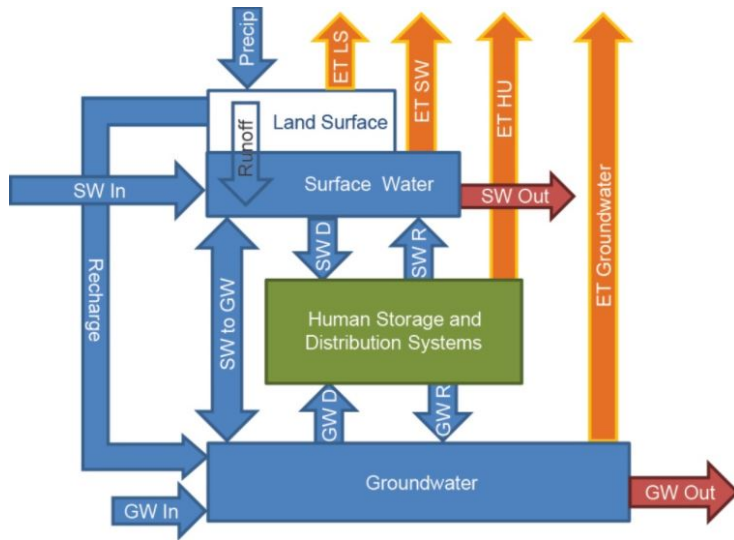 Precip
ET LS
ET SW
ET HU
ET Groundwater
Land Surface
Runoff
Surface Water
SW In
SW Out
Recharge
SW to GW
SW D
SW R
Human Storage and
Distribution Systems
GW D
GW R
Groundwater
GW In
GW Out